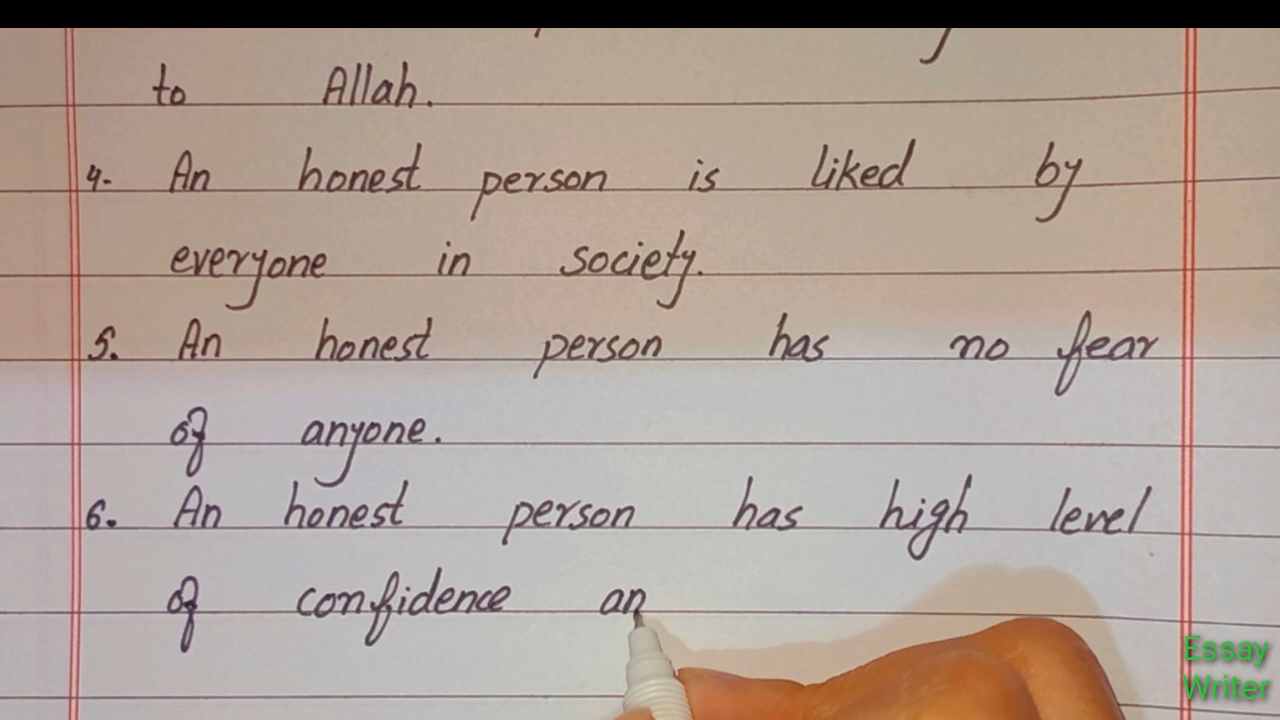 to Allah.
4. An honest person is liked by
everyone in society.
5. An honest person has no fear
of anyone.
6. An honest person has high level
of confidence an
Essay
Writer